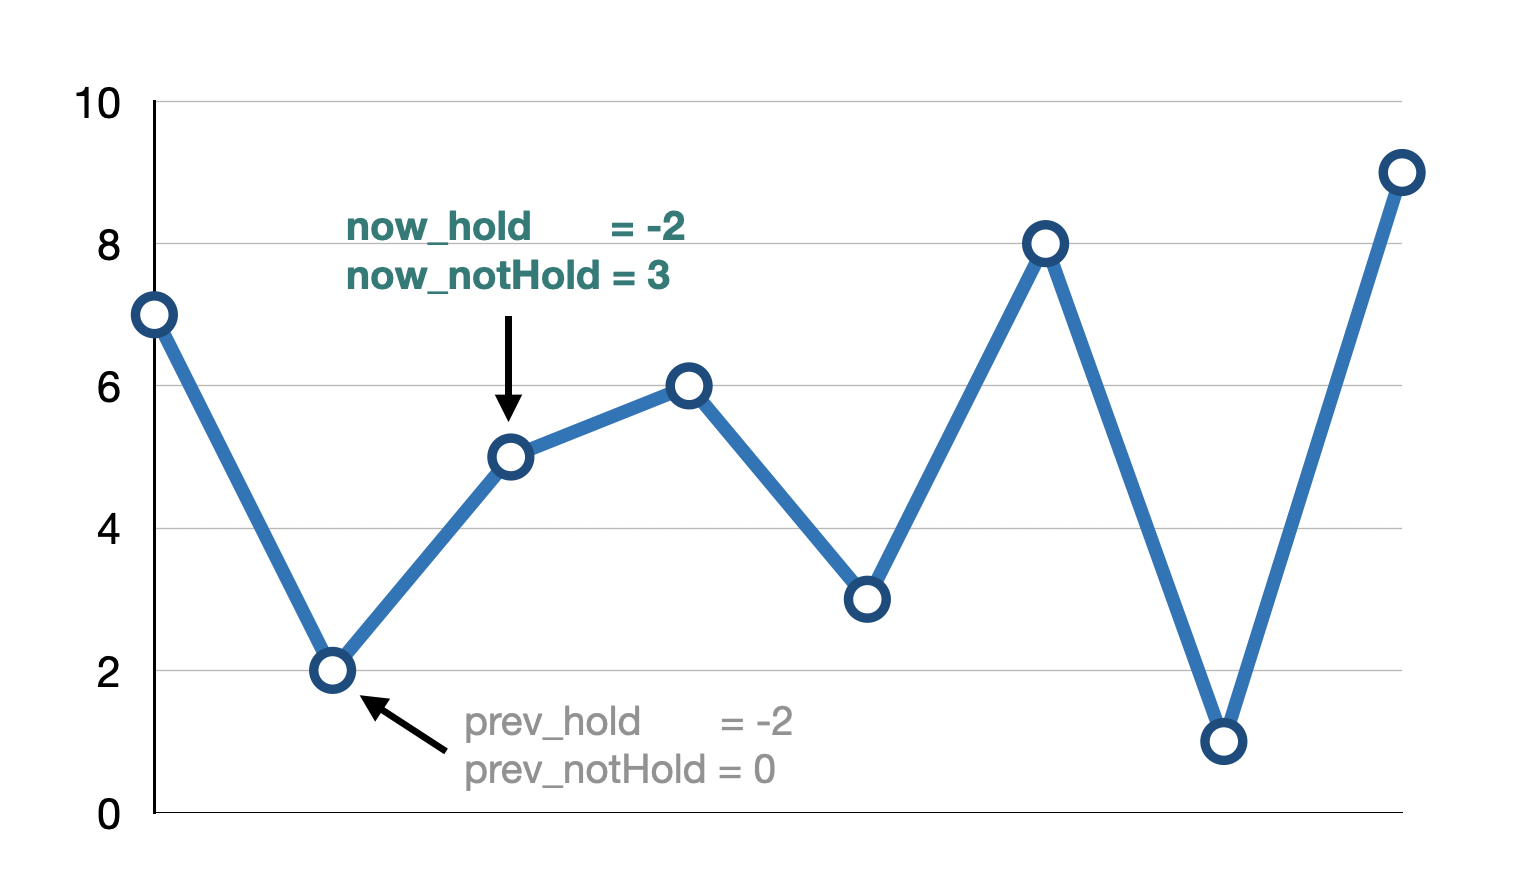 10
now_hold = -2
8
now_notHold = 3
6
4
2
prev_hold = -2
prev_notHold = 0
0